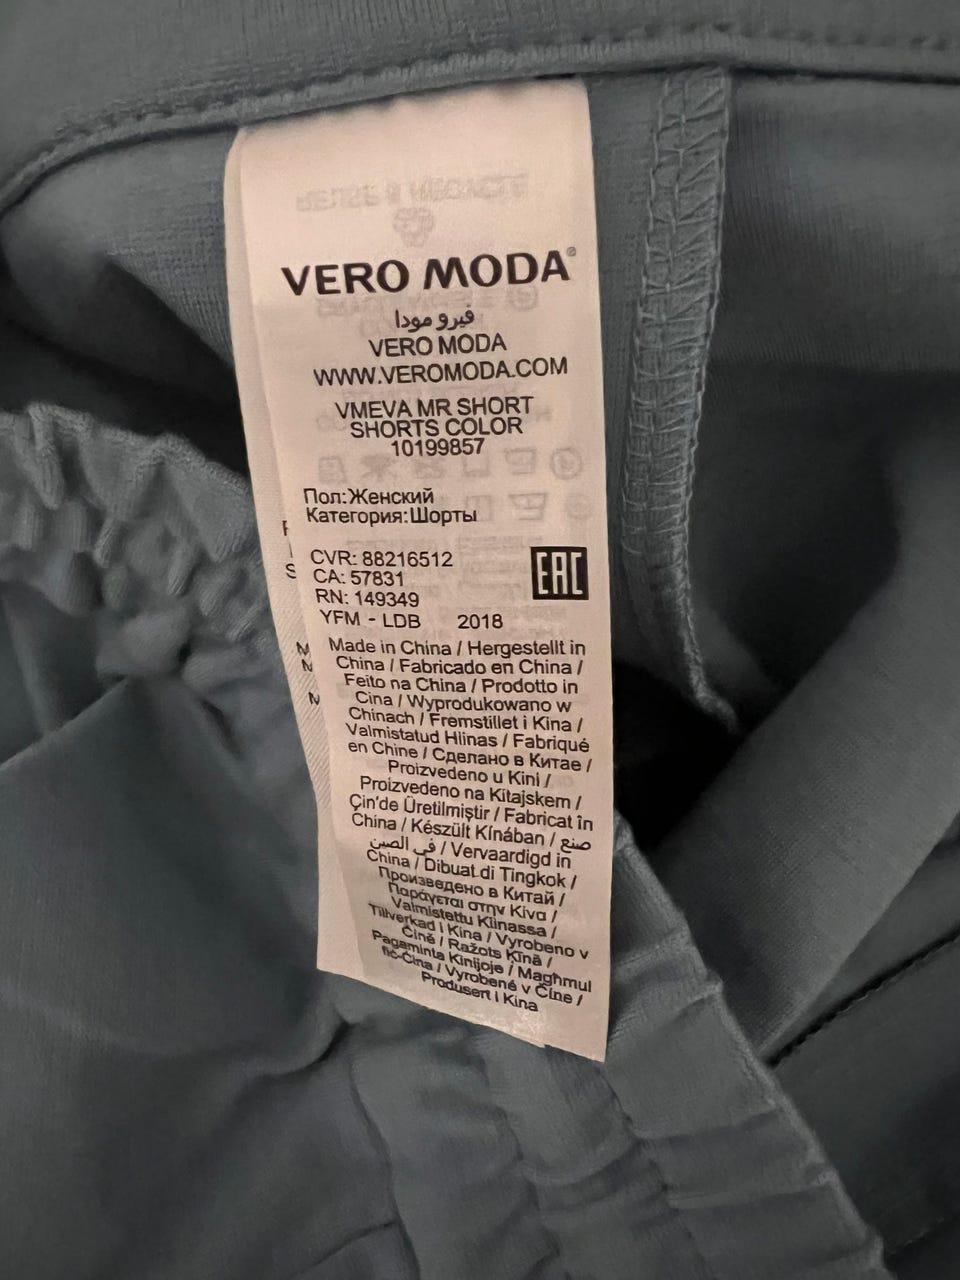 VERO MODA®
فيرو مودا
VERO MODA
WWW.VEROMODA.COM
VMEVA MR SHORT
SHORTS COLOR
10199857
Пол:Женский
Категория:Шорты
CVR: 88216512
CA: 57831
RN: 149349
YFM - LDB 2018
EAC
Made in China / Hergestellt in
China / Fabricado en China /
Feito na China / Prodotto in
Cina / Wyprodukowano w
Chinach / Fremstillet i Kina /
Valmistatud Hiinas / Fabriqué
en Chine / Сделано в Китае /
Proizvedeno u Kini /
Proizvedeno na Kitajskem /
Çin'de Üretilmiştir / Fabricat în
China / Készült Kínában / صنع
في الصين / Vervaardigd in
China / Dibuat di Tingkok /
Произведено в Китай /
Παράγεται στην Κίνα /
Valmistettu Kiinassa /
Tillverkad i Kina / Vyrobeno v
Číně / Ražots Ķīnā /
Pagaminta Kinijoje / Magħmul
fiċ-Ċina / Vyrobené v Číne /
Produsert i Kina